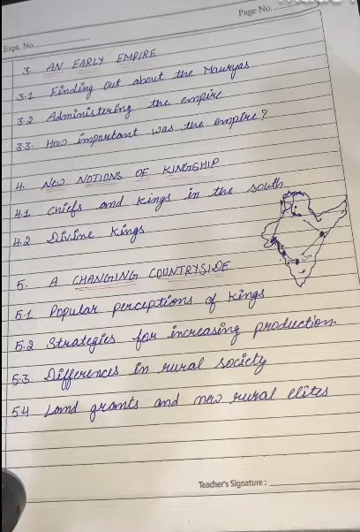 Page No.
Expt. No.
3. AN EARLY EMPIRE
3.1 Finding out about the Mauryas
3.2 Administering the empire
3.3. How important was the empire?
4. NEW NOTIONS OF KINGSHIP
4.1 Chiefs and kings in the south
4.2 Divine kings
5. A CHANGING COUNTRYSIDE
5.1 Popular perceptions of kings
5.2 Strategies for increasing production.
5.3 Differences in rural society
5.4 Land grants and new rural elites
Teacher's Signature :